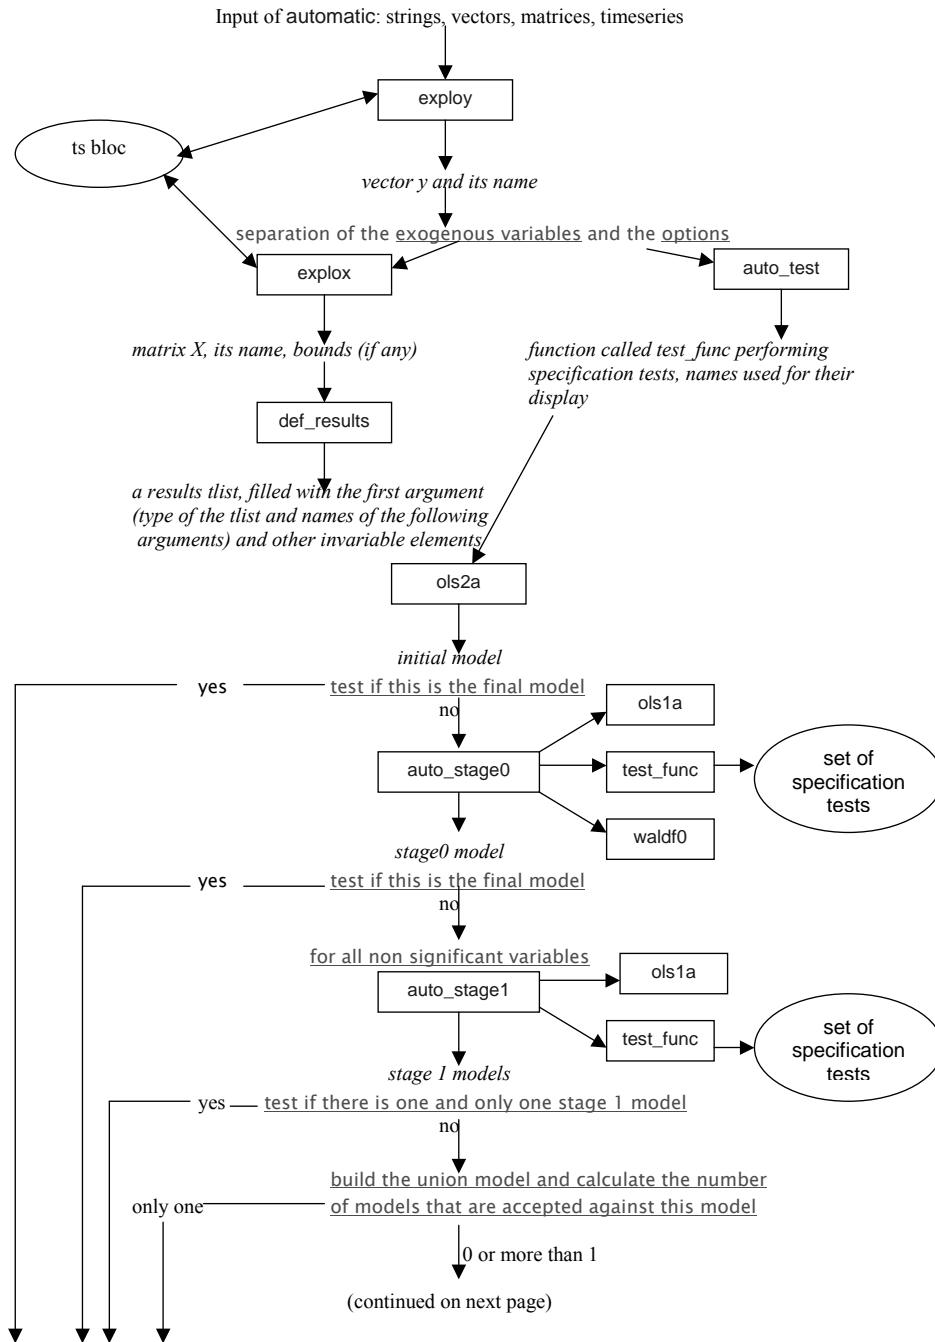 Input of automatic: strings, vectors, matrices, timeseries
exploy
ts bloc
vector y and its name
separation of the exogenous variables and the options
explox
auto_test
matrix X, its name, bounds (if any)
function called test_func performing
specification tests, names used for their
display
def_results
a results tlist, filled with the first argument
(type of the tlist and names of the following
arguments) and other invariable elements
ols2a
initial model
yes
test if this is the final model
no
ols1a
auto_stage0
test_func
set of
specification
tests
waldf0
stage0 model
yes
test if this is the final model
no
for all non significant variables
auto_stage1
ols1a
test_func
set of
specification
tests
stage 1 models
yes
test if there is one and only one stage 1 model
no
build the union model and calculate the number
of models that are accepted against this model
only one
0 or more than 1
(continued on next page)